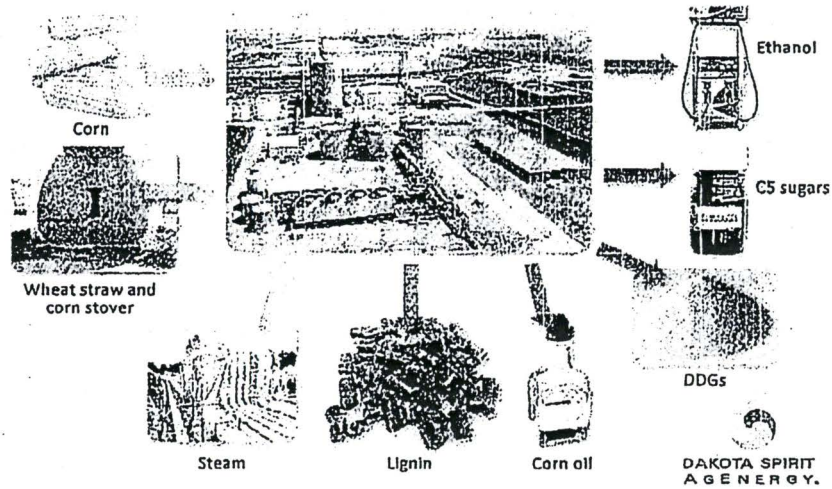 Corn
Wheat straw and
corn stover
Ethanol
C5 sugars
DDGs
Steam
Lignin
Corn oil
DAKOTA SPIRIT
AGENERGY.